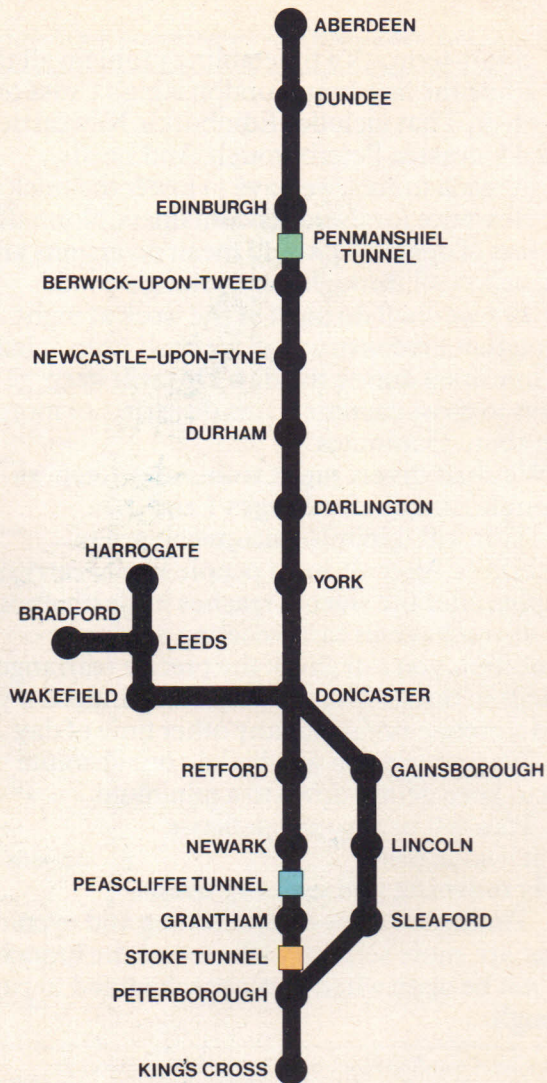 ABERDEEN
DUNDEE
EDINBURGH
PENMANSHIEL
TUNNEL
BERWICK–UPON–TWEED
NEWCASTLE–UPON–TYNE
DURHAM
DARLINGTON
HARROGATE
YORK
BRADFORD
LEEDS
WAKEFIELD
DONCASTER
RETFORD
GAINSBOROUGH
NEWARK
LINCOLN
PEASCLIFFE TUNNEL
GRANTHAM
SLEAFORD
STOKE TUNNEL
PETERBOROUGH
KING'S CROSS